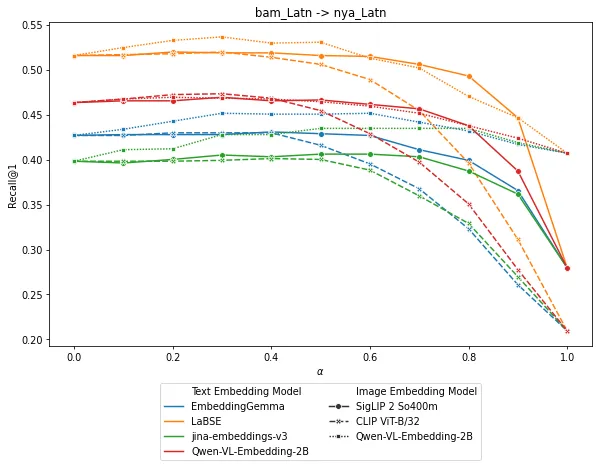 bam_Latn -> nya_Latn
Recall@1
0.55
0.50
0.45
0.40
0.35
0.30
0.25
0.20
0.0 0.2 0.4 0.6 0.8 1.0
α
Text Embedding Model Image Embedding Model
EmbeddingGemma SigLIP 2 So400m
LaBSE CLIP ViT-B/32
jina-embeddings-v3 Qwen-VL-Embedding-2B
Qwen-VL-Embedding-2B